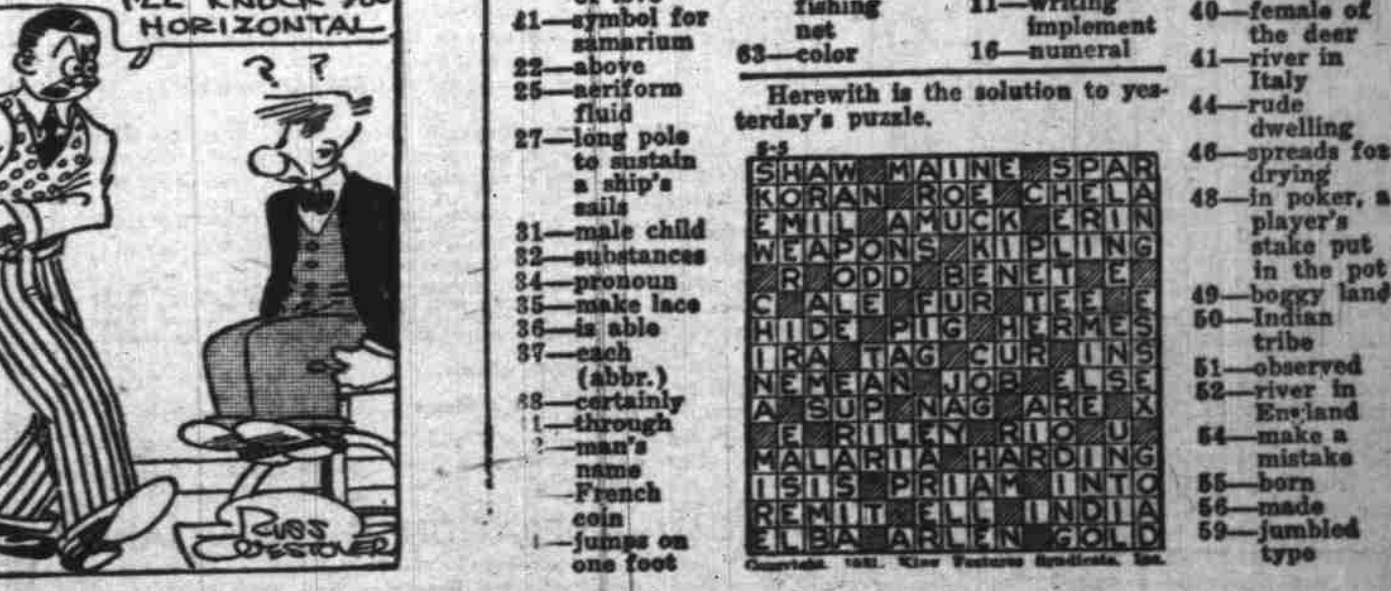 HORIZONTAL
? ?
RUSS
WESTOVER
21—symbol for
samarium
22—above
25—aeriform
fluid
27—long pole
to sustain
a ship's
sails
31—male child
32—substances
34—pronoun
35—make lace
36—is able
37—each
(abbr.)
38—certainly
—through
—man's
name
—French
coin
—jumps on
one foot
fishing
net
63—color
11—writing
implement
16—numeral
Herewith is the solution to yes-
terday's puzzle.
5-5
SHAW MAINE SPAR
KORAN ROE CHELA
EMIL AMUCK ERIN
WEAPONS KIPLING
R ODD BENET E
C ALE FUR TEE E
HIDE PIG HERMES
IRA TAG CUR INS
NEMEAN JOB ELSE
A SUP NAG ARE X
E RILEY RIO U
MALARIA HARDING
ISIS PRIAM INTO
REMIT ELL INDIA
ELBA ARLEN GOLD
Copyright, King Features Syndicate, Inc.
40—female of
the deer
41—river in
Italy
44—rude
dwelling
46—spreads for
drying
48—in poker, a
player's
stake put
in the pot
49—boggy land
50—Indian
tribe
51—observed
52—river in
England
54—make a
mistake
55—born
56—made
59—jumbled
type